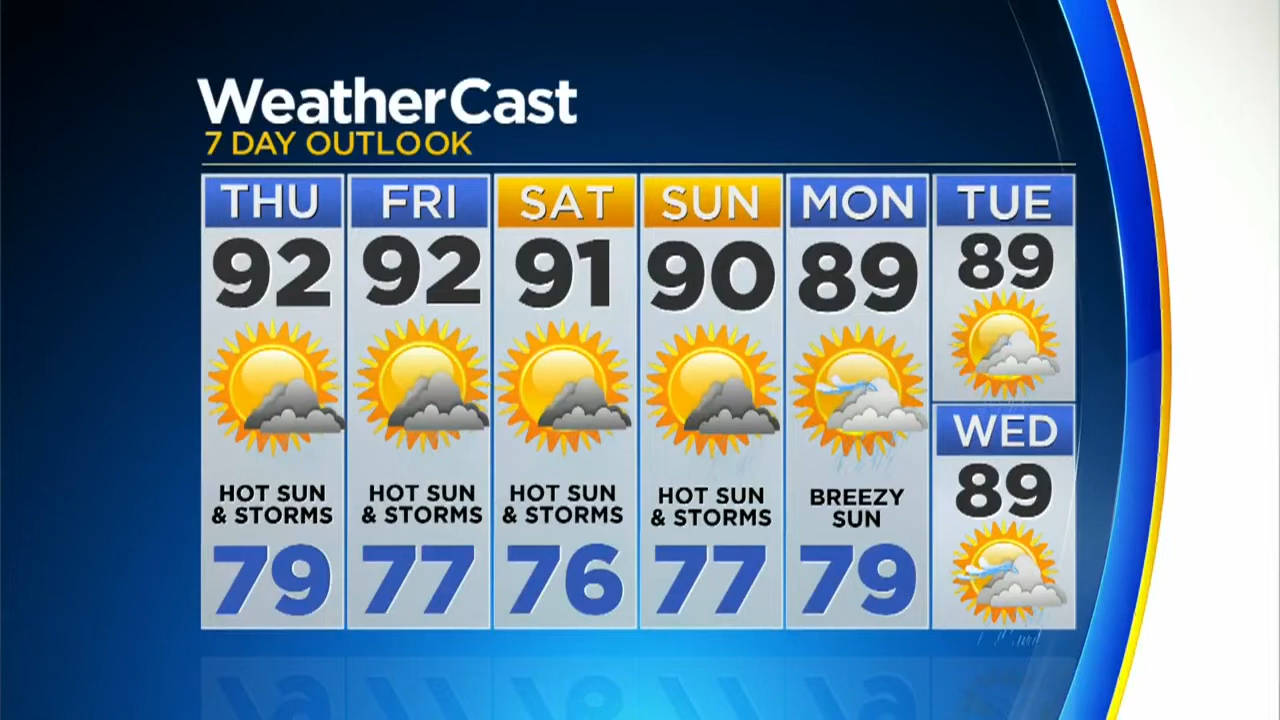 WeatherCast
7 DAY OUTLOOK
THU
92
HOT SUN
& STORMS
79
FRI
92
HOT SUN
& STORMS
77
SAT
91
HOT SUN
& STORMS
76
SUN
90
HOT SUN
& STORMS
77
MON
89
BREEZY
SUN
79
TUE
89
WED
89